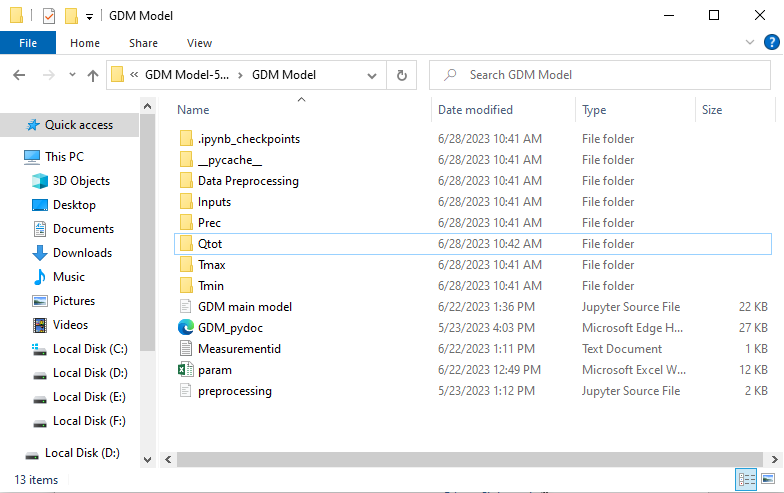 GDM Model
File Home Share View
GDM Model-5... GDM Model Search GDM Model
Name Date modified Type Size
Quick access
This PC
3D Objects
Desktop
Documents
Downloads
Music
Pictures
Videos
Local Disk (C:)
Local Disk (D:)
Local Disk (E:)
Local Disk (F:)
Local Disk (D:)
.ipynb_checkpoints 6/28/2023 10:41 AM File folder
__pycache__ 6/28/2023 10:41 AM File folder
Data Preprocessing 6/28/2023 10:41 AM File folder
Inputs 6/28/2023 10:41 AM File folder
Prec 6/28/2023 10:41 AM File folder
Qtot 6/28/2023 10:42 AM File folder
Tmax 6/28/2023 10:41 AM File folder
Tmin 6/28/2023 10:41 AM File folder
GDM main model 6/22/2023 1:36 PM Jupyter Source File 22 KB
GDM_pydoc 5/23/2023 4:03 PM Microsoft Edge H... 27 KB
Measurementid 6/22/2023 1:11 PM Text Document 1 KB
param 6/22/2023 12:49 PM Microsoft Excel W... 12 KB
preprocessing 5/23/2023 1:12 PM Jupyter Source File 2 KB
13 items